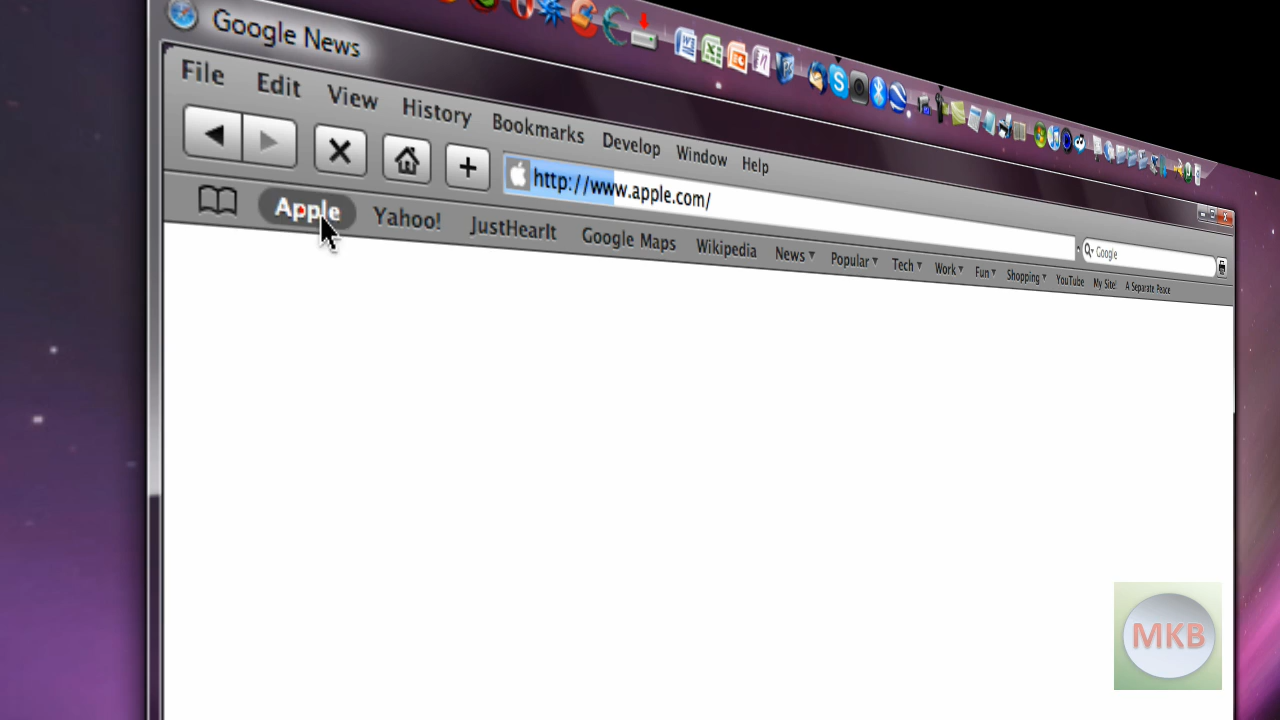 Google News
File Edit View History Bookmarks Develop Window Help
http://www.apple.com/
Google
Apple Yahoo! JustHearIt Google Maps Wikipedia News Popular Tech Work Fun Shopping YouTube My Site! A Separate Peace
MKB